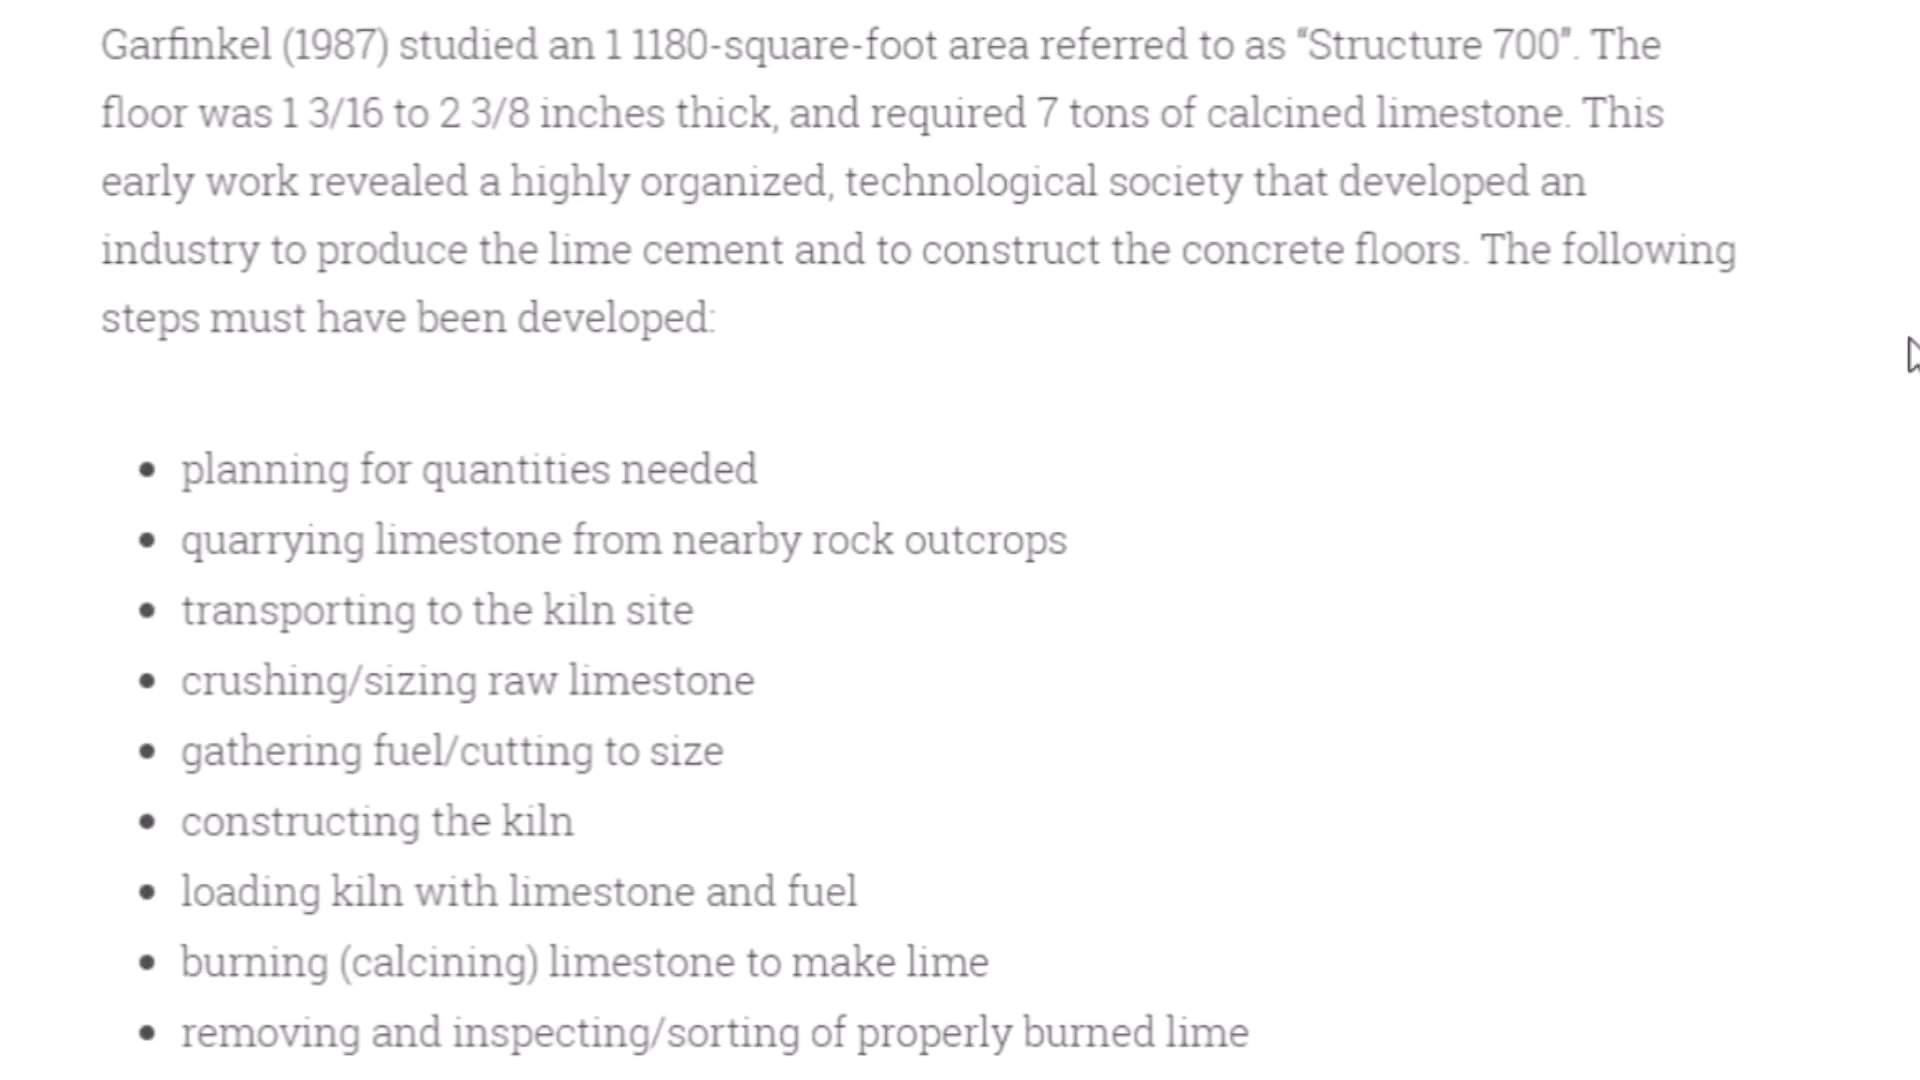 Garfinkel (1987) studied an 1 1180-square-foot area referred to as “Structure 700”. The
floor was 1 3/16 to 2 3/8 inches thick, and required 7 tons of calcined limestone. This
early work revealed a highly organized, technological society that developed an
industry to produce the lime cement and to construct the concrete floors. The following
steps must have been developed:
• planning for quantities needed
• quarrying limestone from nearby rock outcrops
• transporting to the kiln site
• crushing/sizing raw limestone
• gathering fuel/cutting to size
• constructing the kiln
• loading kiln with limestone and fuel
• burning (calcining) limestone to make lime
• removing and inspecting/sorting of properly burned lime